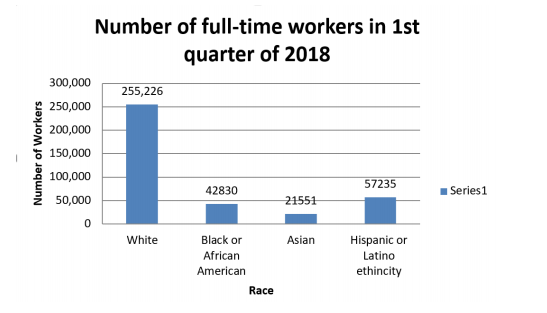 Number of full-time workers in 1st
quarter of 2018
Number of Workers
300,000
250,000
200,000
150,000
100,000
50,000
0
255,226
42830
21551
57235
White
Black or
African
American
Asian
Hispanic or
Latino
ethincity
Race
Series1